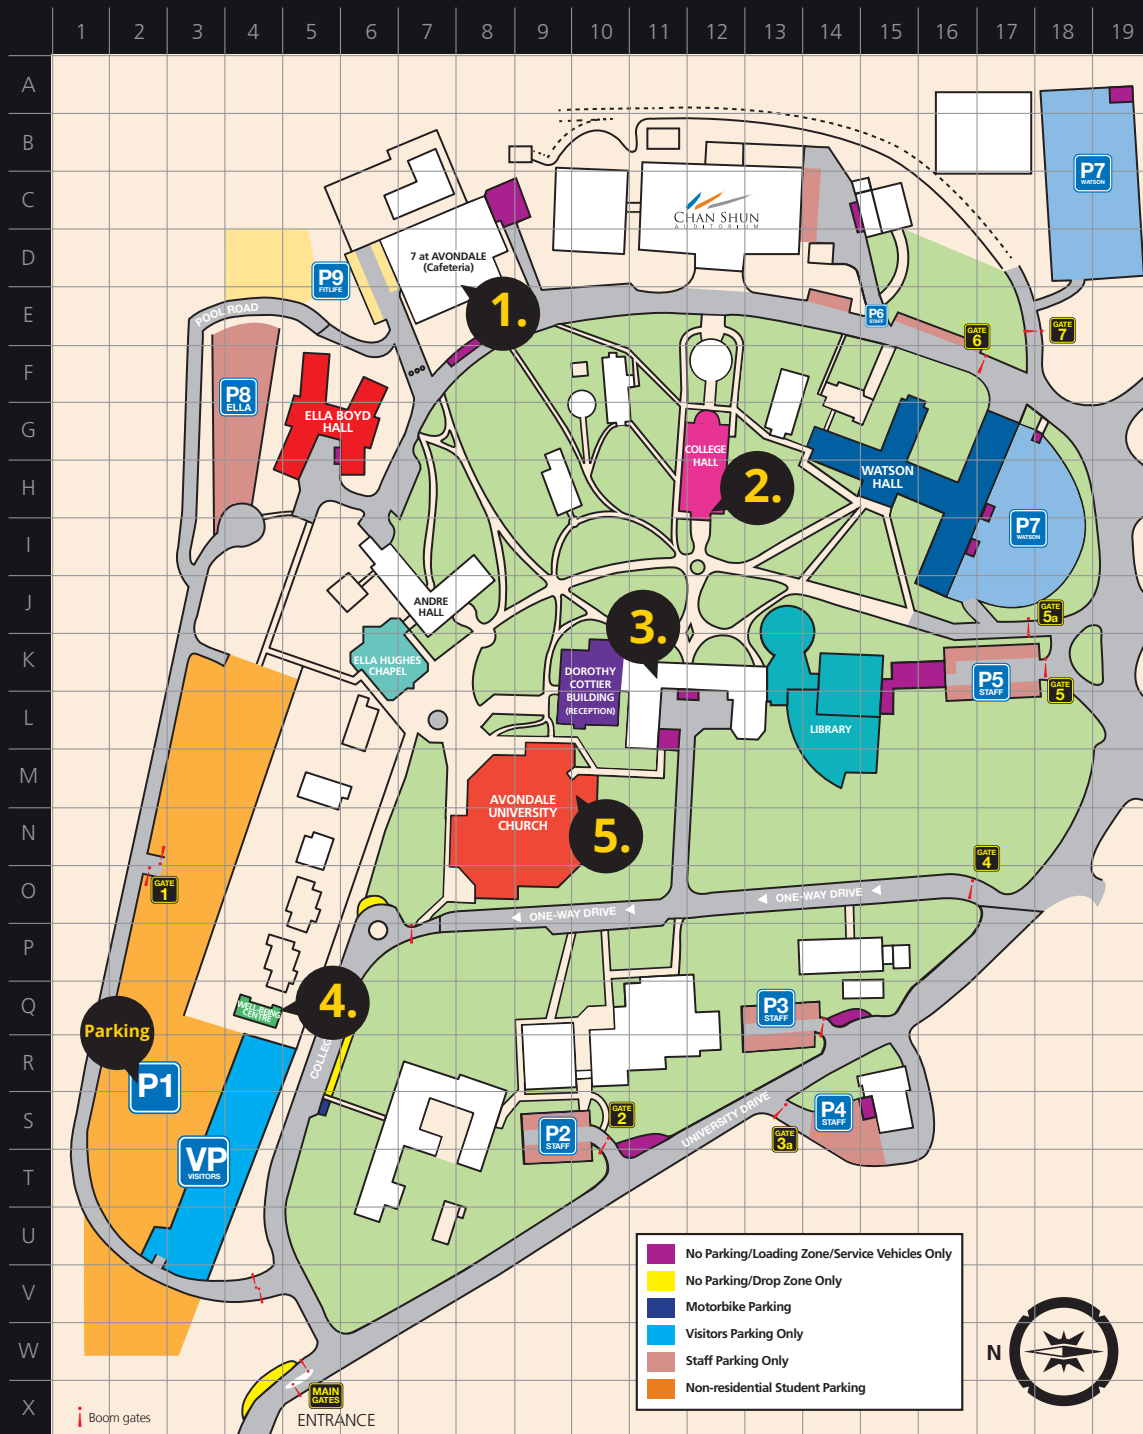 1 2 3 4 5 6 7 8 9 10 11 12 13 14 15 16 17 18 19
A
B
C
D
E
F
G
H
I
J
K
L
M
N
O
P
Q
R
S
T
U
V
W
X
P7
WATSON
CHAN SHUN
AUDITORIUM
7 at AVONDALE
(Cafeteria)
P9
FITLIFE
1.
POOL ROAD
P6
STAFF
GATE
6
GATE
7
P8
ELLA
ELLA BOYD
HALL
COLLEGE
HALL
2.
WATSON
HALL
P7
WATSON
ANDRE
HALL
GATE
5a
3.
ELLA HUGHES
CHAPEL
DOROTHY
COTTIER
BUILDING
(RECEPTION)
P5
STAFF
GATE
5
LIBRARY
AVONDALE
UNIVERSITY
CHURCH
5.
GATE
4
GATE
1
ONE-WAY DRIVE
ONE-WAY DRIVE
WELL-BEING
CENTRE
4.
P3
STAFF
Parking
P1
COLLEG
P4
STAFF
GATE
2
UNIVERSITY DRIVE
P2
STAFF
GATE
3a
VP
VISITORS
No Parking/Loading Zone/Service Vehicles Only
No Parking/Drop Zone Only
Motorbike Parking
Visitors Parking Only
Staff Parking Only
Non-residential Student Parking
N
MAIN
GATES
ENTRANCE
Boom gates